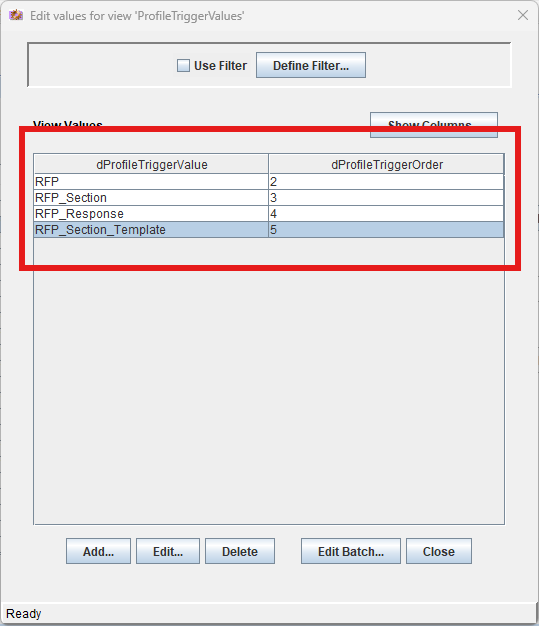 Edit values for view 'ProfileTriggerValues'
Use Filter Define Filter...
View Values Show Columns...
dProfileTriggerValue dProfileTriggerOrder
RFP 2
RFP_Section 3
RFP_Response 4
RFP_Section_Template 5
Add... Edit... Delete Edit Batch... Close
Ready